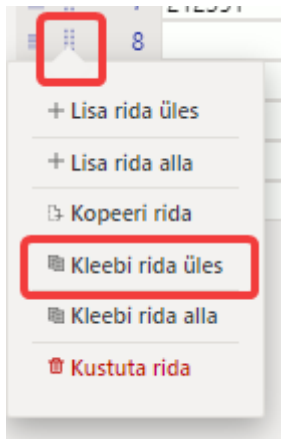 8
Lisa rida üles
Lisa rida alla
Kopeeri rida
Kleebi rida üles
Kleebi rida alla
Kustuta rida